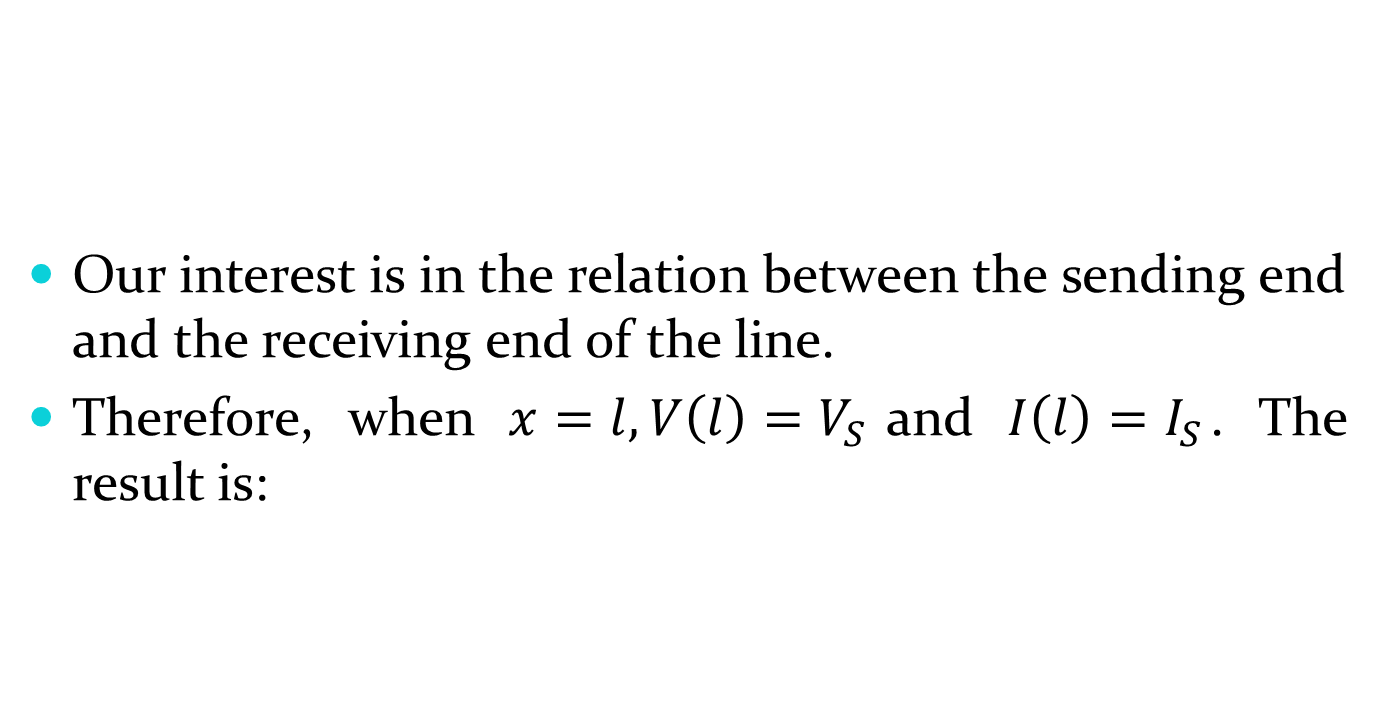 • Our interest is in the relation between the sending end
and the receiving end of the line.
• Therefore, when x = l, V(l) = V_S and I(l) = I_S. The
result is: